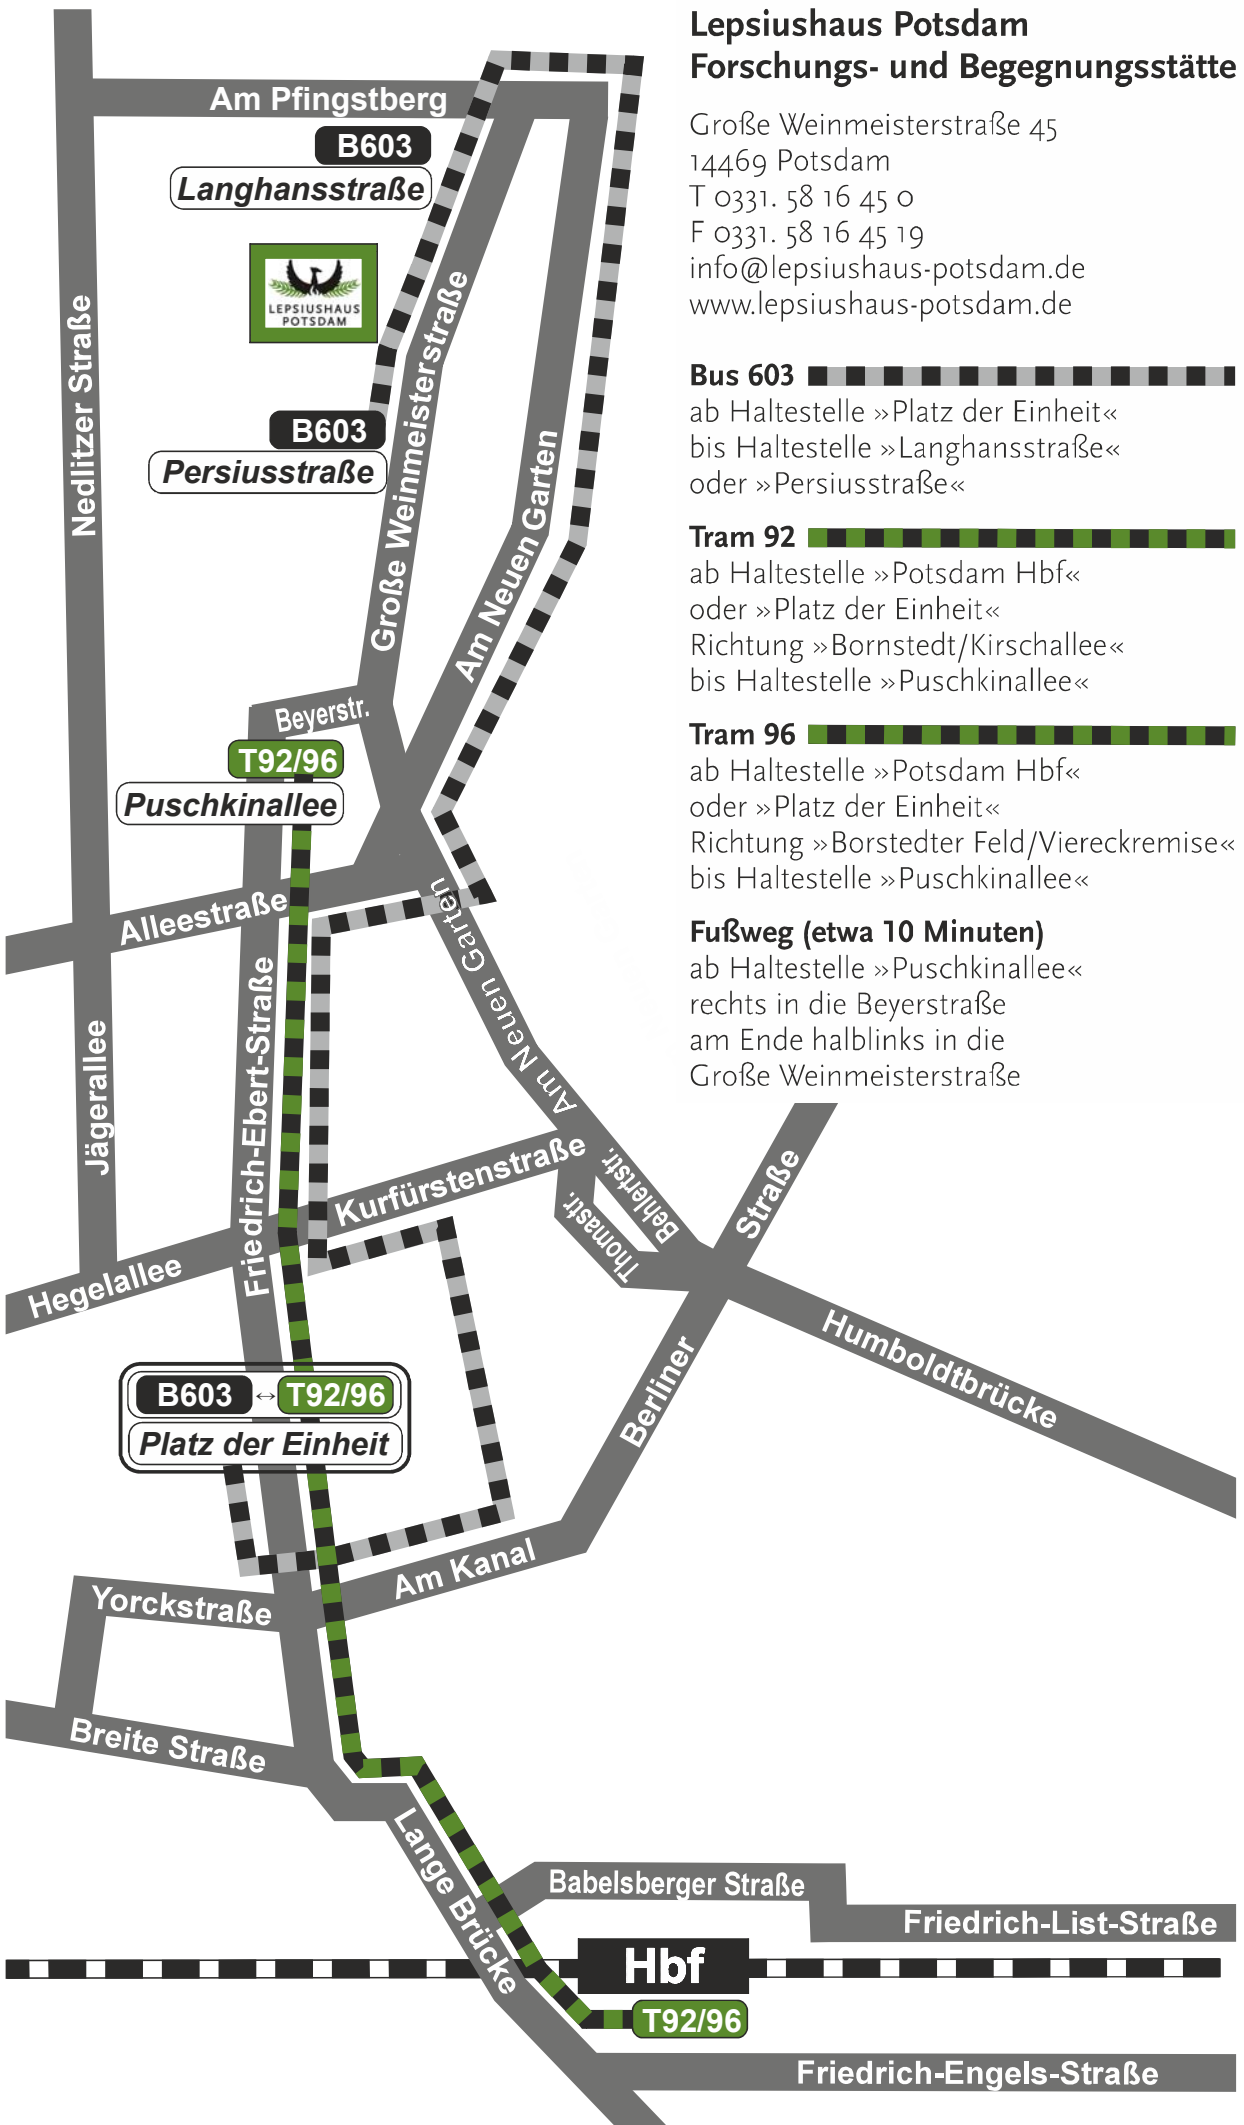 Lepsiushaus Potsdam
Forschungs- und Begegnungsstätte
Große Weinmeisterstraße 45
14469 Potsdam
T 0331. 58 16 45 0
F 0331. 58 16 45 19
info@lepsiushaus-potsdam.de
www.lepsiushaus-potsdam.de
Bus 603
ab Haltestelle »Platz der Einheit«
bis Haltestelle »Langhansstraße«
oder »Persiusstraße«
Tram 92
ab Haltestelle »Potsdam Hbf«
oder »Platz der Einheit«
Richtung »Bornstedt/Kirschallee«
bis Haltestelle »Puschkinallee«
Tram 96
ab Haltestelle »Potsdam Hbf«
oder »Platz der Einheit«
Richtung »Borstedter Feld/Viereckremise«
bis Haltestelle »Puschkinallee«
Fußweg (etwa 10 Minuten)
ab Haltestelle »Puschkinallee«
rechts in die Beyerstraße
am Ende halblinks in die
Große Weinmeisterstraße
Am Pfingstberg
B603
Langhansstraße
LEPSIUSHAUS
POTSDAM
Nedlitzer Straße
Große Weinmeisterstraße
B603
Persiusstraße
Am Neuen Garten
Beyerstr.
T92/96
Puschkinallee
Alleestraße
Am Neuen Garten
Friedrich-Ebert-Straße
Jägerallee
Kurfürstenstraße
Behlertstr.
Thomastr.
Berliner Straße
Hegelallee
Humboldtbrücke
B603 ↔ T92/96
Platz der Einheit
Am Kanal
Yorckstraße
Breite Straße
Lange Brücke
Babelsberger Straße
Friedrich-List-Straße
Hbf
T92/96
Friedrich-Engels-Straße